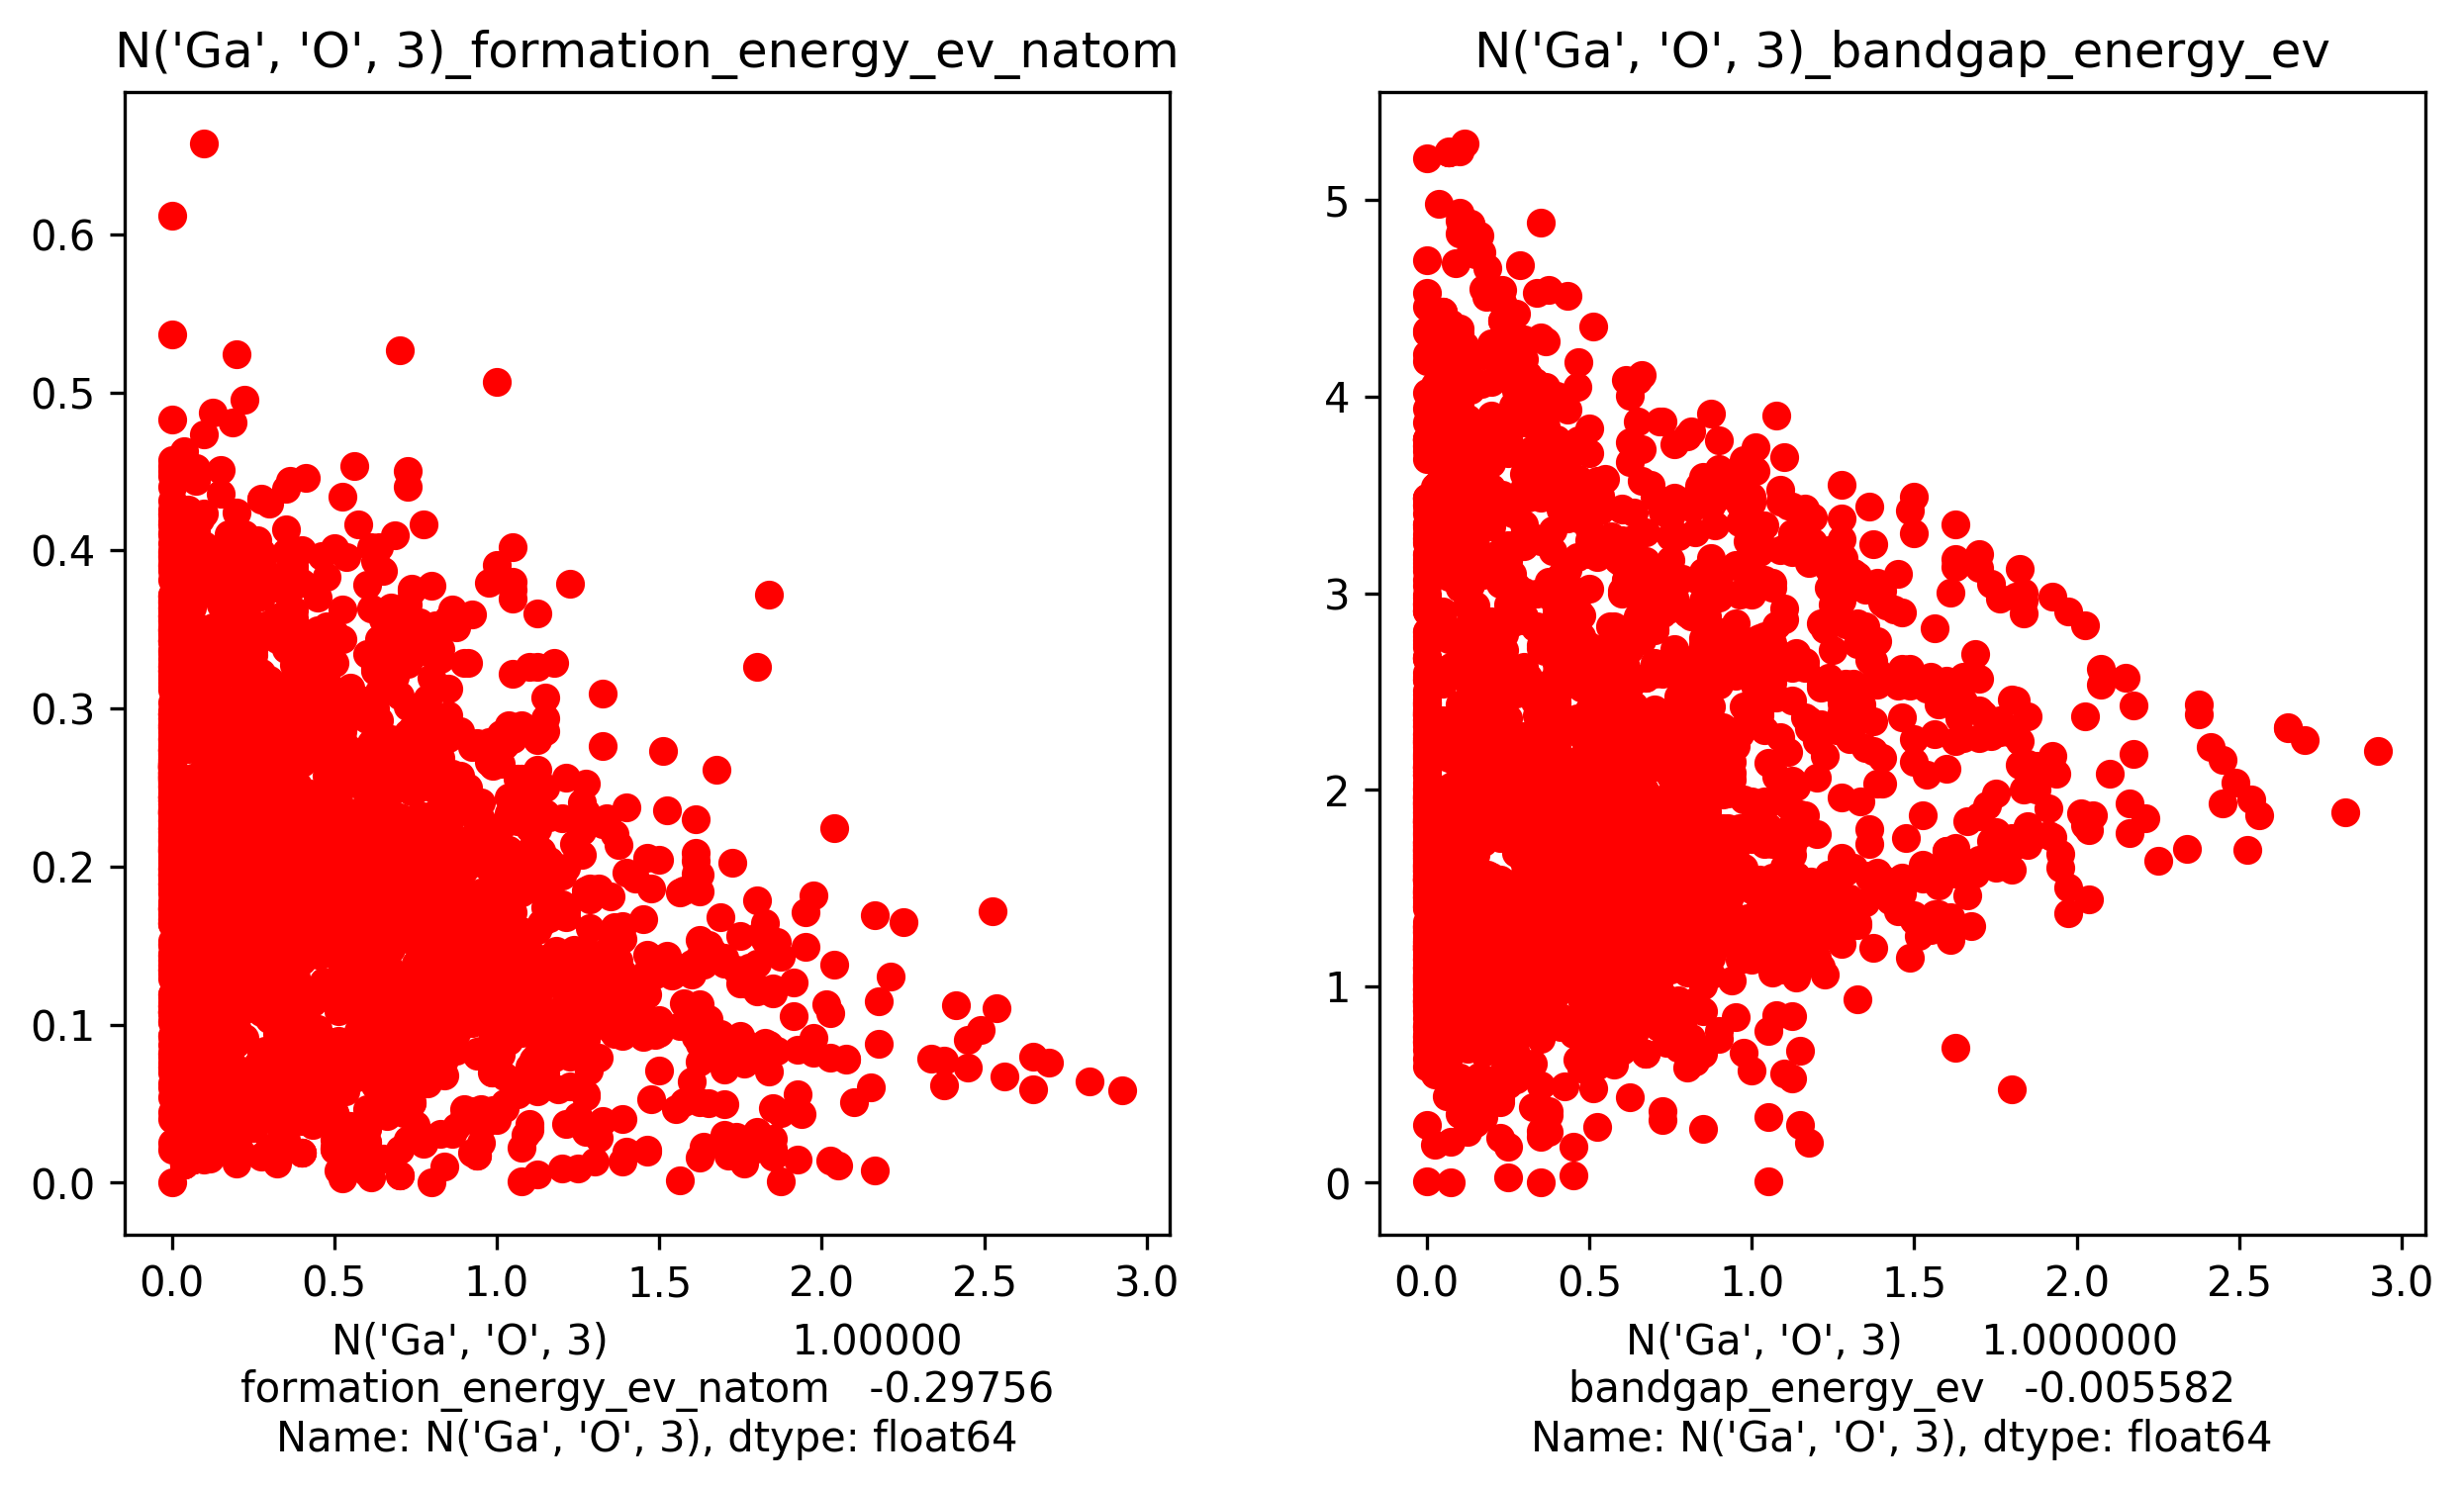 N('Ga', 'O', 3)_formation_energy_ev_natom
0.6
0.5
0.4
0.3
0.2
0.1
0.0
0.0 0.5 1.0 1.5 2.0 2.5 3.0
N('Ga', 'O', 3) 1.00000
formation_energy_ev_natom -0.29756
Name: N('Ga', 'O', 3), dtype: float64
N('Ga', 'O', 3)_bandgap_energy_ev
5
4
3
2
1
0
0.0 0.5 1.0 1.5 2.0 2.5 3.0
N('Ga', 'O', 3) 1.000000
bandgap_energy_ev -0.005582
Name: N('Ga', 'O', 3), dtype: float64